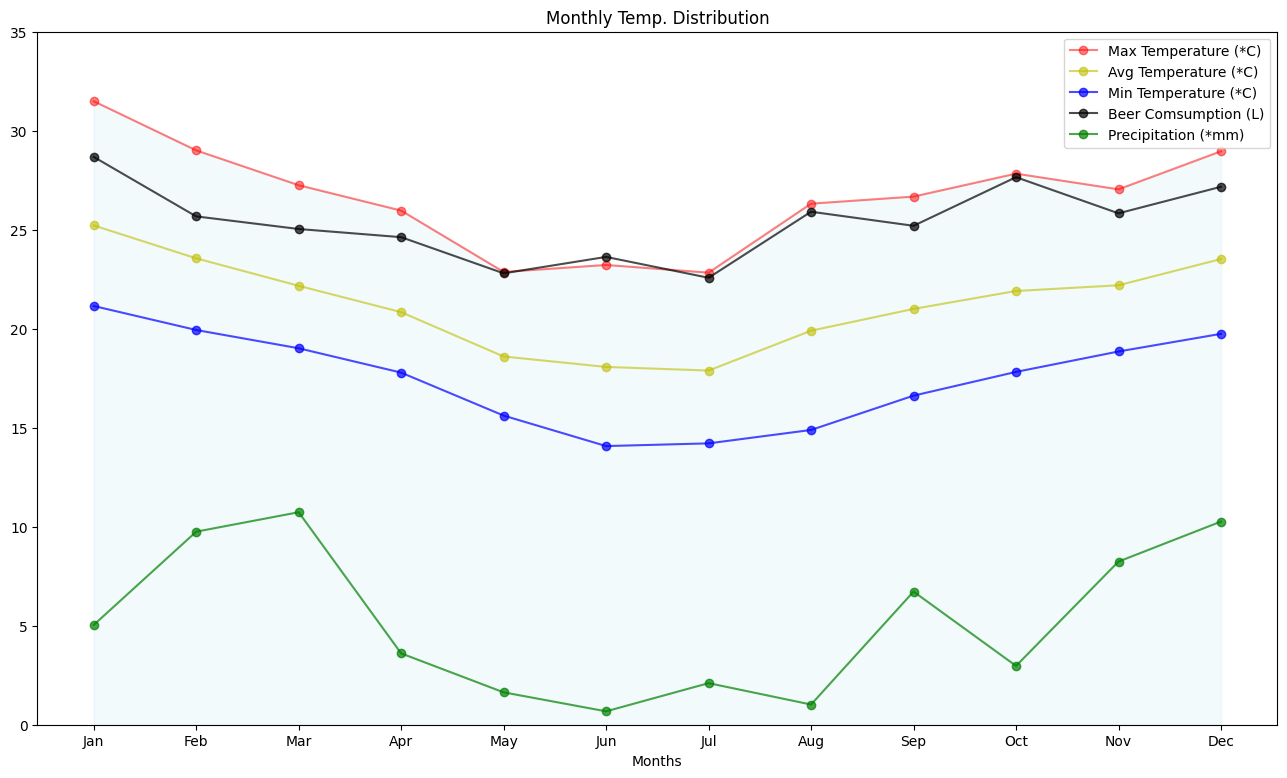 Monthly Temp. Distribution
35
30
25
20
15
10
5
0
Max Temperature (*C)
Avg Temperature (*C)
Min Temperature (*C)
Beer Comsumption (L)
Precipitation (*mm)
Jan Feb Mar Apr May Jun Jul Aug Sep Oct Nov Dec
Months